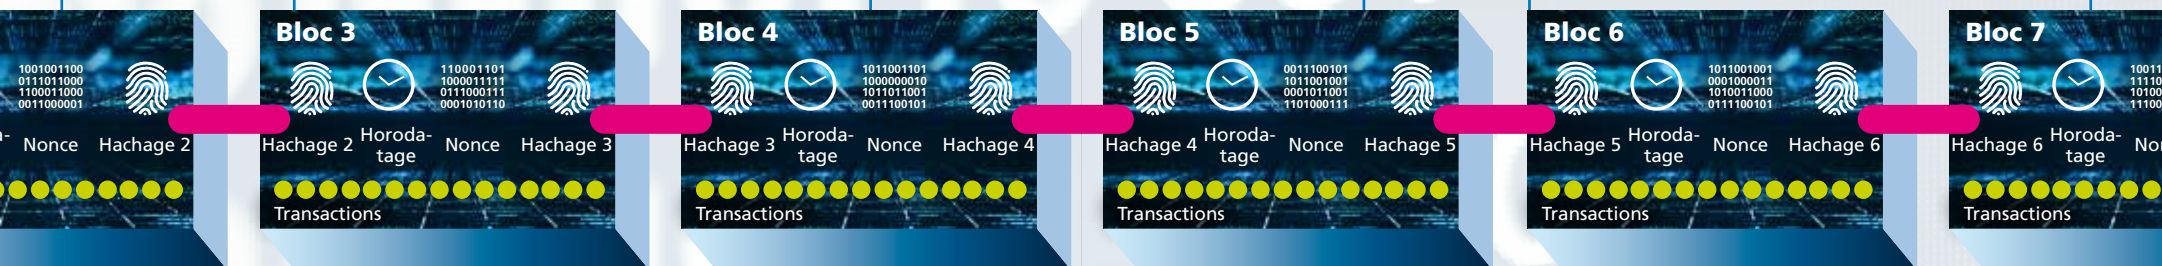 1001001100
0111011000
1100011000
0011000001
Nonce
Hachage 2
Bloc 3
110001101
1000011111
0111000111
0001010110
Hachage 2
Horoda-
tage
Nonce
Hachage 3
Transactions
Bloc 4
1011001101
1000000010
1011011001
0011100101
Hachage 3
Horoda-
tage
Nonce
Hachage 4
Transactions
Bloc 5
0011100101
1011001001
0001011001
1101000111
Hachage 4
Horoda-
tage
Nonce
Hachage 5
Transactions
Bloc 6
1011001001
0001000011
1010011000
0111100101
Hachage 5
Horoda-
tage
Nonce
Hachage 6
Transactions
Bloc 7
Hachage 6
Horoda-
tage
Transactions